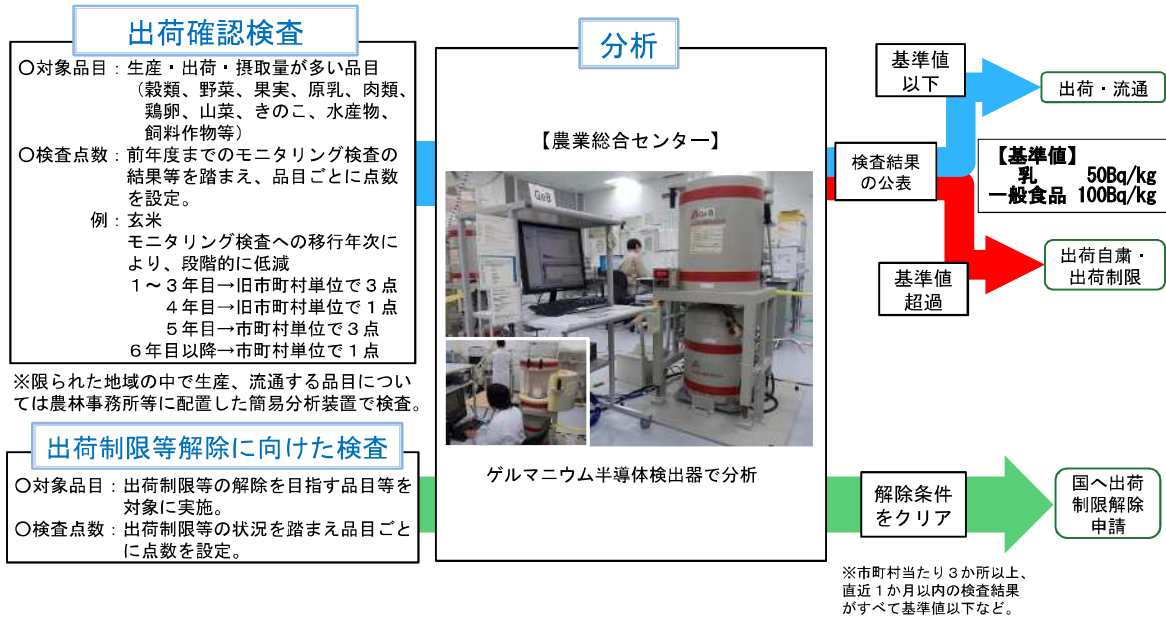 出荷確認検査
○対象品目：生産・出荷・摂取量が多い品目
（穀類、野菜、果実、原乳、肉類、
鶏卵、山菜、きのこ、水産物、
飼料作物等）
○検査点数：前年度までのモニタリング検査の
結果等を踏まえ、品目ごとに点数
を設定。
例：玄米
モニタリング検査への移行年次に
より、段階的に低減
１～３年目→旧市町村単位で３点
４年目→旧市町村単位で１点
５年目→市町村単位で３点
６年目以降→市町村単位で１点
※限られた地域の中で生産、流通する品目につい
ては農林事務所等に配置した簡易分析装置で検査。
出荷制限等解除に向けた検査
○対象品目：出荷制限等の解除を目指す品目等を
対象に実施。
○検査点数：出荷制限等の状況を踏まえ品目ごと
に点数を設定。
分析
【農業総合センター】
GeB
ゲルマニウム半導体検出器で分析
検査結果
の公表
基準値
以下
出荷・流通
【基準値】
乳 50Bq/kg
一般食品 100Bq/kg
基準値
超過
出荷自粛・
出荷制限
解除条件
をクリア
国へ出荷
制限解除
申請
※市町村当たり３か所以上、
直近１か月以内の検査結果
がすべて基準値以下など。